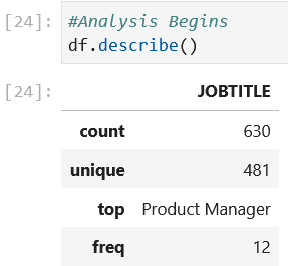 [24]: #Analysis Begins
df.describe()
[24]: JOBTITLE
count 630
unique 481
top Product Manager
freq 12